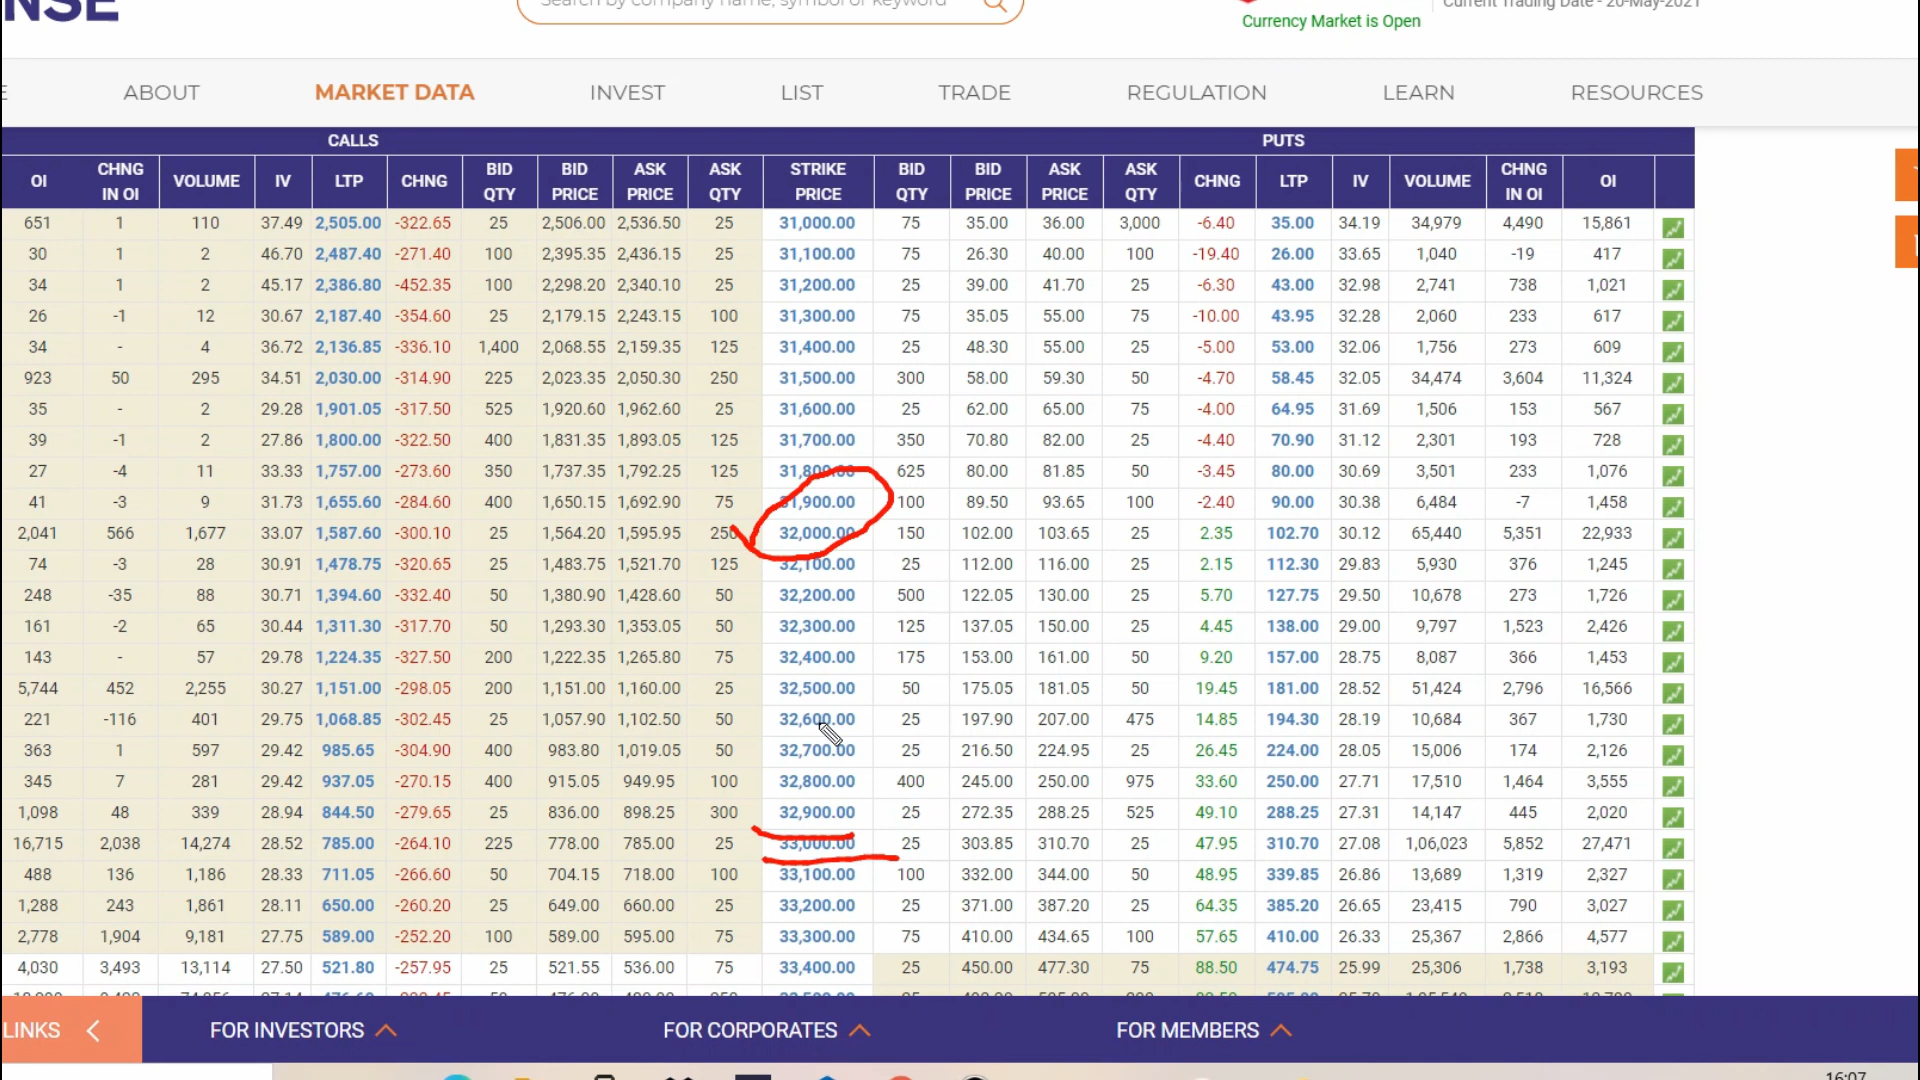 NSE
Search by company name, symbol or keyword
Current Trading Date - 20-May-2021
Currency Market is Open
ABOUT MARKET DATA INVEST LIST TRADE REGULATION LEARN RESOURCES
CALLS PUTS
OI CHNG IN OI VOLUME IV LTP CHNG BID QTY BID PRICE ASK PRICE ASK QTY STRIKE PRICE BID QTY BID PRICE ASK PRICE ASK QTY CHNG LTP IV VOLUME CHNG IN OI OI
651 1 110 37.49 2,505.00 -322.65 25 2,506.00 2,536.50 25 31,000.00 75 35.00 36.00 3,000 -6.40 35.00 34.19 34,979 4,490 15,861
30 1 2 46.70 2,487.40 -271.40 100 2,395.35 2,436.15 25 31,100.00 75 26.30 40.00 100 -19.40 26.00 33.65 1,040 -19 417
34 1 2 45.17 2,386.80 -452.35 100 2,298.20 2,340.10 25 31,200.00 25 39.00 41.70 25 -6.30 43.00 32.98 2,741 738 1,021
26 -1 12 30.67 2,187.40 -354.60 25 2,179.15 2,243.15 100 31,300.00 75 35.05 55.00 75 -10.00 43.95 32.28 2,060 233 617
34 - 4 36.72 2,136.85 -336.10 1,400 2,068.55 2,159.35 125 31,400.00 25 48.30 55.00 25 -5.00 53.00 32.06 1,756 273 609
923 50 295 34.51 2,030.00 -314.90 225 2,023.35 2,050.30 250 31,500.00 300 58.00 59.30 50 -4.70 58.45 32.05 34,474 3,604 11,324
35 - 2 29.28 1,901.05 -317.50 525 1,920.60 1,962.60 25 31,600.00 25 62.00 65.00 75 -4.00 64.95 31.69 1,506 153 567
39 -1 2 27.86 1,800.00 -322.50 400 1,831.35 1,893.05 125 31,700.00 350 70.80 82.00 25 -4.40 70.90 31.12 2,301 193 728
27 -4 11 33.33 1,757.00 -273.60 350 1,737.35 1,792.25 125 31,800.00 625 80.00 81.85 50 -3.45 80.00 30.69 3,501 233 1,076
41 -3 9 31.73 1,655.60 -284.60 400 1,650.15 1,692.90 75 31,900.00 100 89.50 93.65 100 -2.40 90.00 30.38 6,484 -7 1,458
2,041 566 1,677 33.07 1,587.60 -300.10 25 1,564.20 1,595.95 250 32,000.00 150 102.00 103.65 25 2.35 102.70 30.12 65,440 5,351 22,933
74 -3 28 30.91 1,478.75 -320.65 25 1,483.75 1,521.70 125 32,100.00 25 112.00 116.00 25 2.15 112.30 29.83 5,930 376 1,245
248 -35 88 30.71 1,394.60 -332.40 50 1,380.90 1,428.60 50 32,200.00 500 122.05 130.00 25 5.70 127.75 29.50 10,678 273 1,726
161 -2 65 30.44 1,311.30 -317.70 50 1,293.30 1,353.05 50 32,300.00 125 137.05 150.00 25 4.45 138.00 29.00 9,797 1,523 2,426
143 - 57 29.78 1,224.35 -327.50 200 1,222.35 1,265.80 75 32,400.00 175 153.00 161.00 50 9.20 157.00 28.75 8,087 366 1,453
5,744 452 2,255 30.27 1,151.00 -298.05 200 1,151.00 1,160.00 25 32,500.00 50 175.05 181.05 50 19.45 181.00 28.52 51,424 2,796 16,566
221 -116 401 29.75 1,068.85 -302.45 25 1,057.90 1,102.50 50 32,600.00 25 197.90 207.00 475 14.85 194.30 28.19 10,684 367 1,730
363 1 597 29.42 985.65 -304.90 400 983.80 1,019.05 50 32,700.00 25 216.50 224.95 25 26.45 224.00 28.05 15,006 174 2,126
345 7 281 29.42 937.05 -270.15 400 915.05 949.95 100 32,800.00 400 245.00 250.00 975 33.60 250.00 27.71 17,510 1,464 3,555
1,098 48 339 28.94 844.50 -279.65 25 836.00 898.25 300 32,900.00 25 272.35 288.25 525 49.10 288.25 27.31 14,147 445 2,020
16,715 2,038 14,274 28.52 785.00 -264.10 225 778.00 785.00 25 33,000.00 25 303.85 310.70 25 47.95 310.70 27.08 1,06,023 5,852 27,471
488 136 1,186 28.33 711.05 -266.60 50 704.15 718.00 100 33,100.00 100 332.00 344.00 50 48.95 339.85 26.86 13,689 1,319 2,327
1,288 243 1,861 28.11 650.00 -260.20 25 649.00 660.00 25 33,200.00 25 371.00 387.20 25 64.35 385.20 26.65 23,415 790 3,027
2,778 1,904 9,181 27.75 589.00 -252.20 100 589.00 595.00 75 33,300.00 75 410.00 434.65 100 57.65 410.00 26.33 25,367 2,866 4,577
4,030 3,493 13,114 27.50 521.80 -257.95 25 521.55 536.00 75 33,400.00 25 450.00 477.30 75 88.50 474.75 25.99 25,306 1,738 3,193
LINKS FOR INVESTORS FOR CORPORATES FOR MEMBERS
16:07